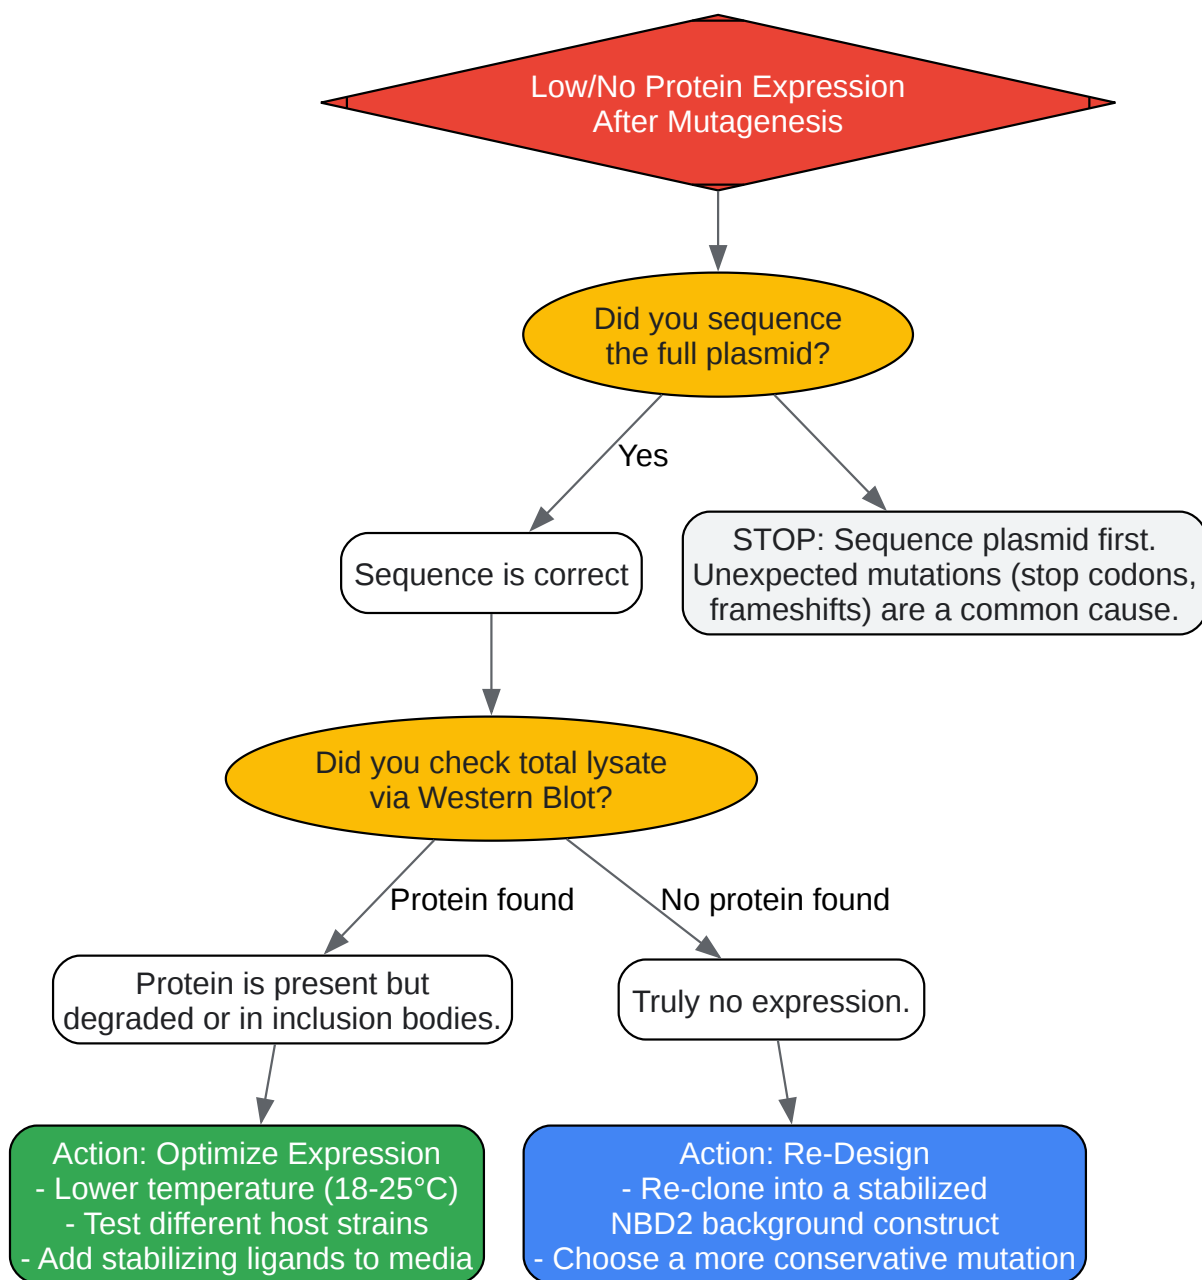 Low/No Protein Expression
After Mutagenesis
Did you sequence
the full plasmid?
Yes
Sequence is correct
STOP: Sequence plasmid first.
Unexpected mutations (stop codons,
frameshifts) are a common cause.
Did you check total lysate
via Western Blot?
Protein found
No protein found
Protein is present but
degraded or in inclusion bodies.
Truly no expression.
Action: Optimize Expression
- Lower temperature (18-25°C)
- Test different host strains
- Add stabilizing ligands to media
Action: Re-Design
- Re-clone into a stabilized
NBD2 background construct
- Choose a more conservative mutation